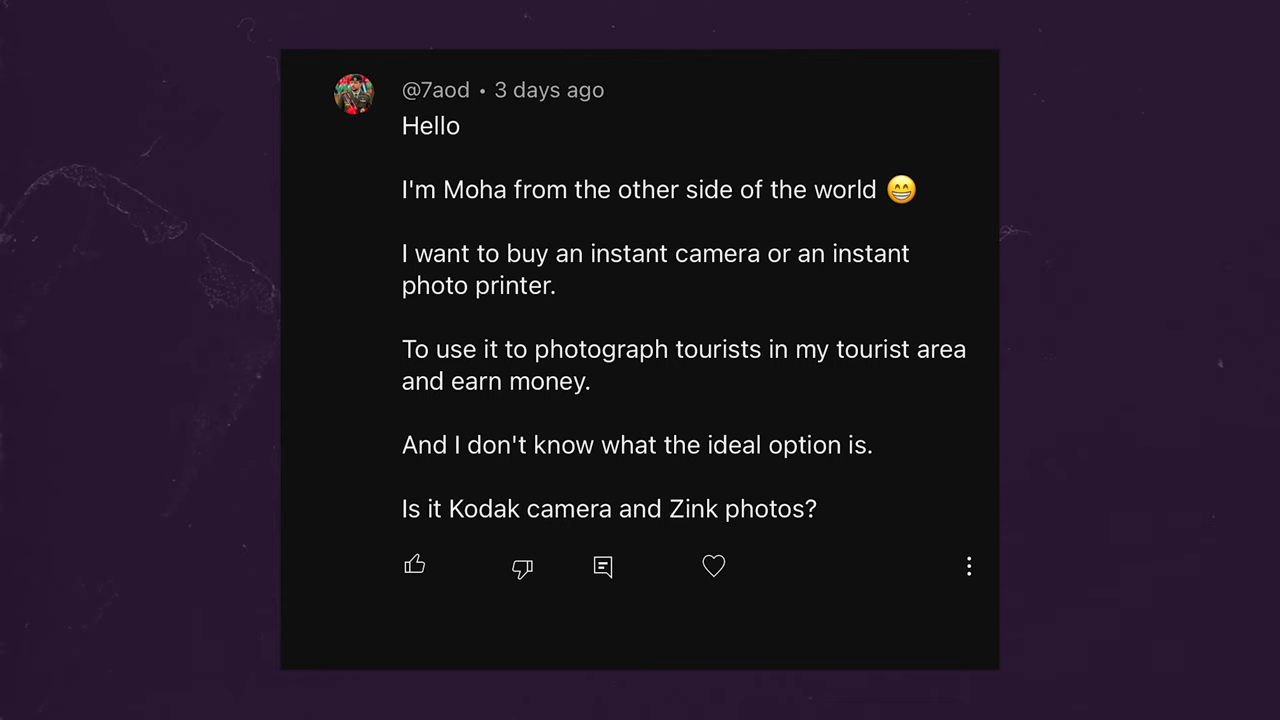 @7aod • 3 days ago
Hello
I'm Moha from the other side of the world 😁
I want to buy an instant camera or an instant
photo printer.
To use it to photograph tourists in my tourist area
and earn money.
And I don't know what the ideal option is.
Is it Kodak camera and Zink photos?